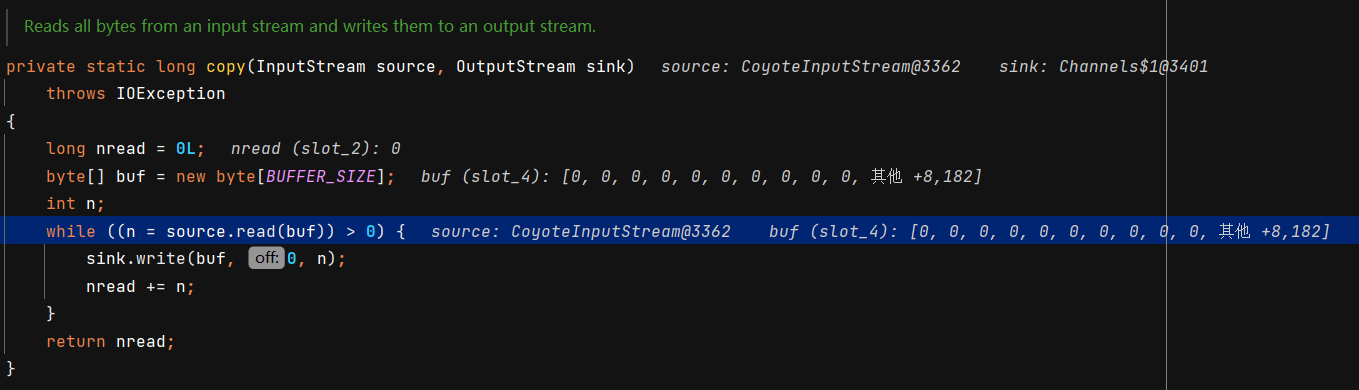 Reads all bytes from an input stream and writes them to an output stream.
private static long copy(InputStream source, OutputStream sink)   source: CoyoteInputStream@3362    sink: Channels$1@3401
    throws IOException
{
    long nread = 0L;   nread (slot_2): 0
    byte[] buf = new byte[BUFFER_SIZE];   buf (slot_4): [0, 0, 0, 0, 0, 0, 0, 0, 0, 0, 其他 +8,182]
    int n;
    while ((n = source.read(buf)) > 0) {   source: CoyoteInputStream@3362    buf (slot_4): [0, 0, 0, 0, 0, 0, 0, 0, 0, 0, 其他 +8,182]
        sink.write(buf, off: 0, n);
        nread += n;
    }
    return nread;
}